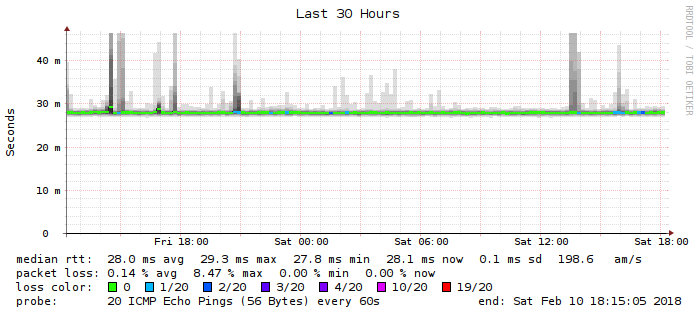 Last 30 Hours
RRDTOOL / TOBI OETIKER
Seconds
40 m
30 m
20 m
10 m
0
Fri 18:00 Sat 00:00 Sat 06:00 Sat 12:00 Sat 18:00
median rtt: 28.0 ms avg 29.3 ms max 27.8 ms min 28.1 ms now 0.1 ms sd 198.6 am/s
packet loss: 0.14 % avg 8.47 % max 0.00 % min 0.00 % now
loss color: 0 1/20 2/20 3/20 4/20 10/20 19/20
probe: 20 ICMP Echo Pings (56 Bytes) every 60s end: Sat Feb 10 18:15:05 2018